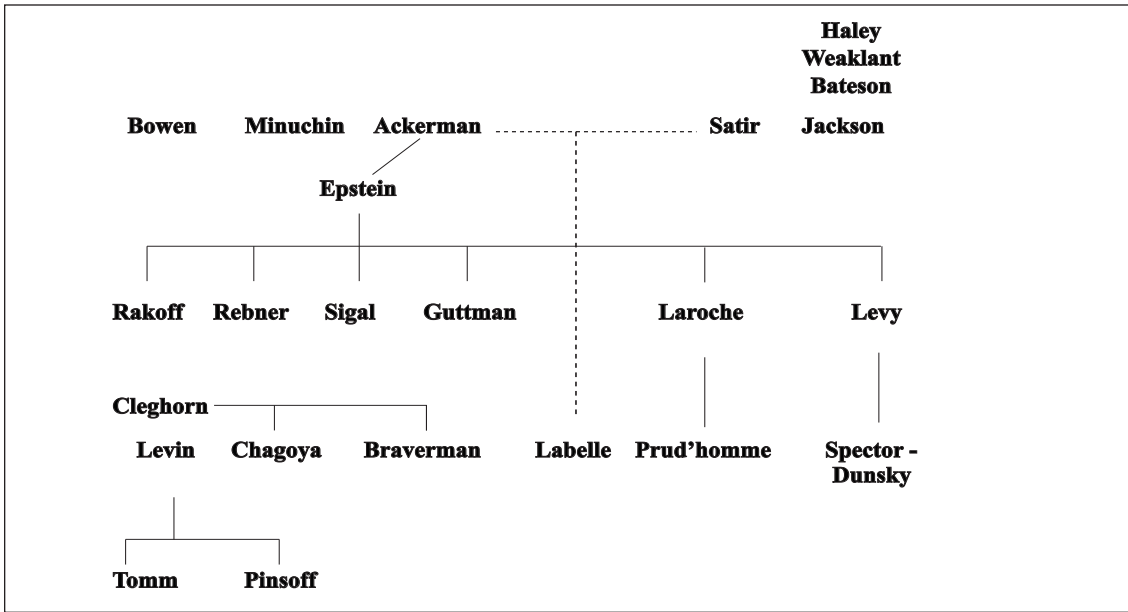 Haley
Weaklant
Bateson
Bowen Minuchin Ackerman Satir Jackson
Epstein
Rakoff Rebner Sigal Guttman Laroche Levy
Cleghorn
Levin Chagoya Braverman Labelle Prud’homme Spector -
Dunsky
Tomm Pinsoff